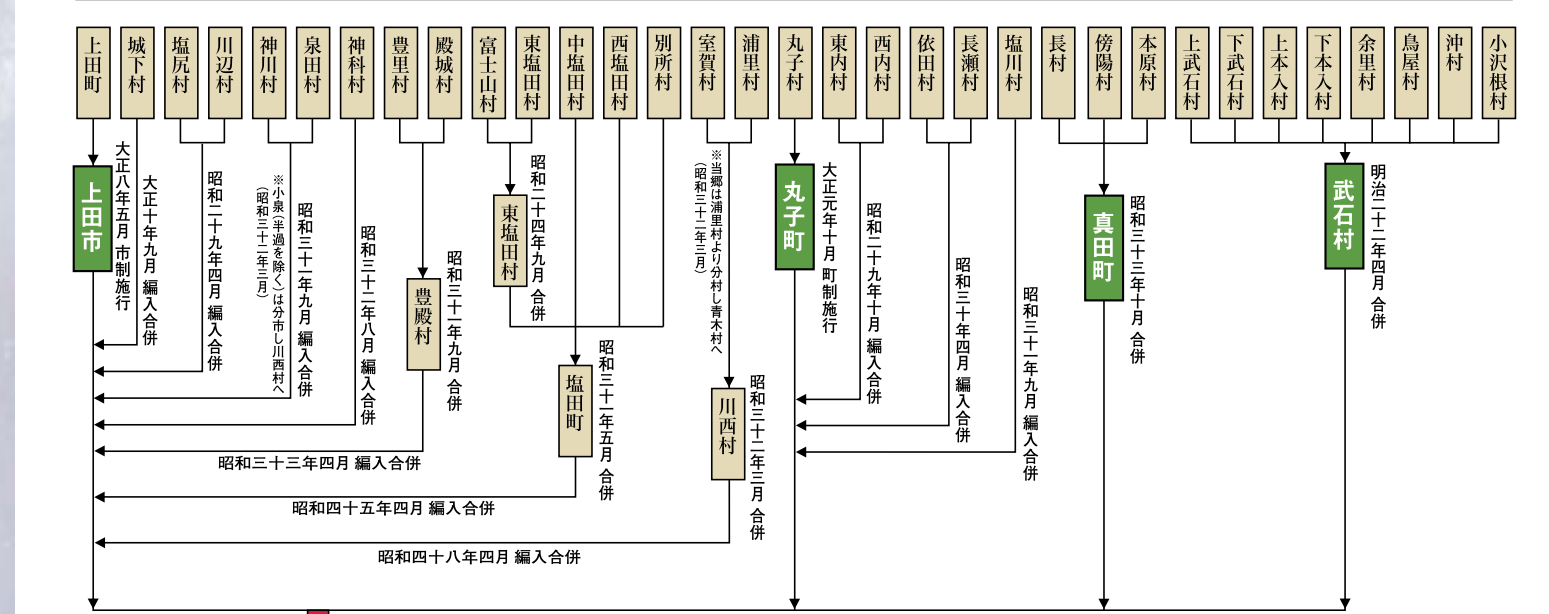 上田町
城下村
塩尻村
川辺村
神川村
泉田村
神科村
豊里村
殿城村
富士山村
東塩田村
中塩田村
西塩田村
別所村
室賀村
浦里村
丸子村
東内村
西内村
依田村
長瀬村
塩川村
長村
傍陽村
本原村
上武石村
下武石村
上本入村
下本入村
余里村
鳥屋村
沖村
小沢根村
上田市
大正八年五月 市制施行
大正十年九月 編入合併
昭和二十九年四月 編入合併
※小泉(半過を除く)は分市し川西村へ
(昭和三十二年三月)
昭和三十一年九月 編入合併
昭和三十二年八月 編入合併
豊殿村
昭和三十一年九月 合併
昭和三十三年四月 編入合併
東塩田村
昭和二十四年九月 合併
塩田町
昭和三十一年五月 合併
昭和四十五年四月 編入合併
※当郷は浦里村より分村し青木村へ
(昭和三十二年三月)
川西村
昭和三十二年三月 合併
昭和四十八年四月 編入合併
丸子町
大正元年十月 町制施行
昭和二十九年十月 編入合併
昭和三十年四月 編入合併
昭和三十一年九月 編入合併
真田町
昭和三十三年十月 合併
武石村
明治二十二年四月 合併